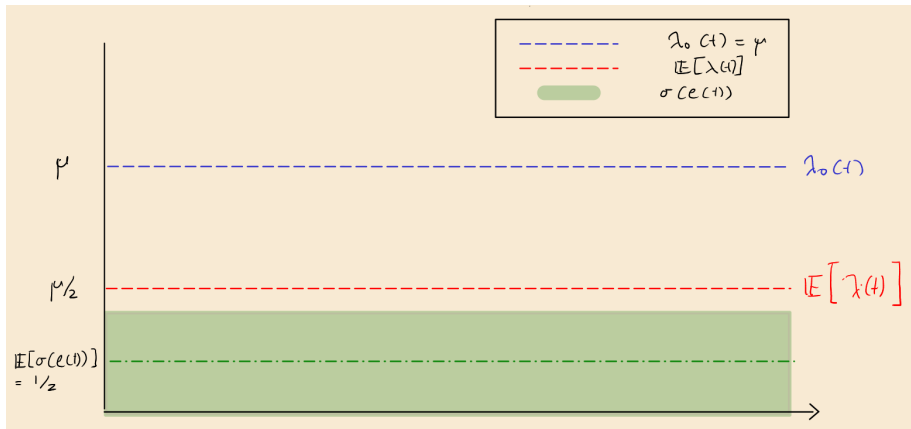 λ₀(t) = μ
𝔼[λ(t)]
σ(ℓ(t))
μ
λ₀(t)
μ/2
𝔼[λ(t)]
𝔼[σ(ℓ(t))]
= 1/2